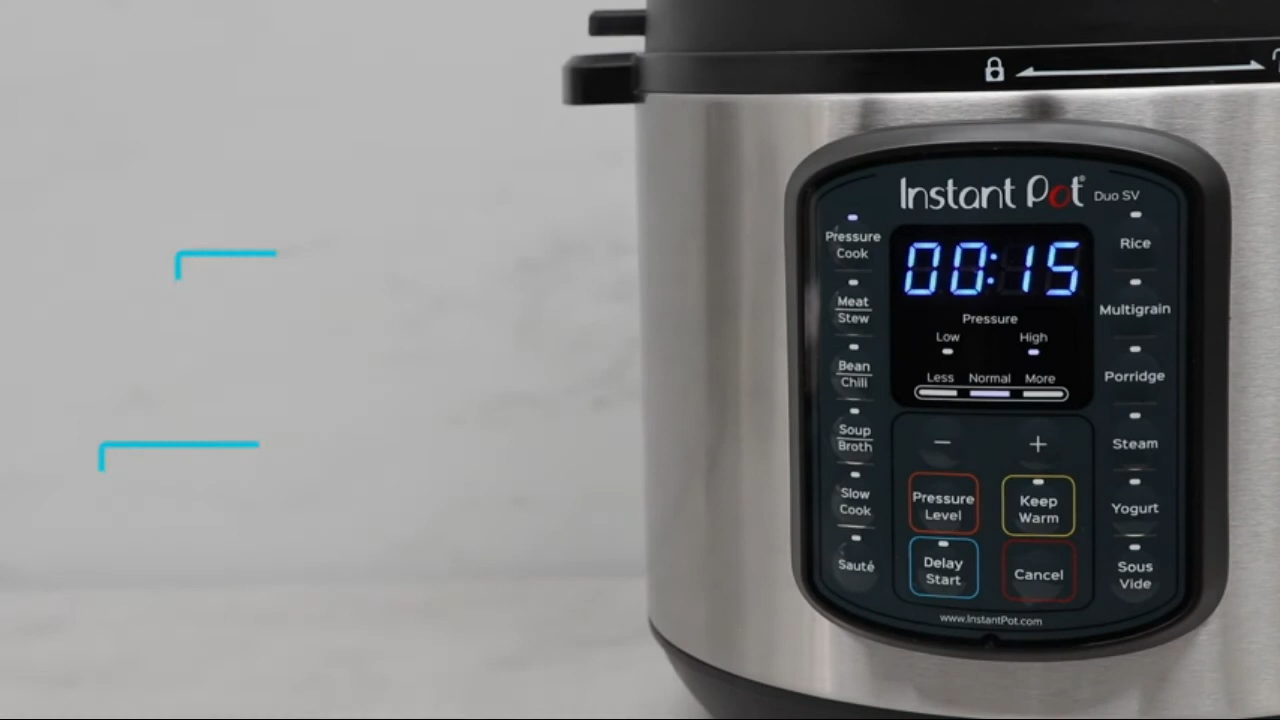 Instant Pot® Duo SV
00:15
Pressure
Low High
Less Normal More
Pressure
Cook
Meat
Stew
Bean
Chili
Soup
Broth
Slow
Cook
Sauté
Rice
Multigrain
Porridge
Steam
Yogurt
Sous
Vide
− +
Pressure
Level
Keep
Warm
Delay
Start
Cancel
www.InstantPot.com